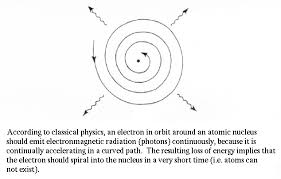 According to classical physics, an electron in orbit around an atomic nucleus
should emit electronmagnetic radiation (photons) continuously, because it is
continually accelerating in a curved path. The resulting loss of energy implies that
the electron should spiral into the nucleus in a very short time (i.e. atoms can
not exist).